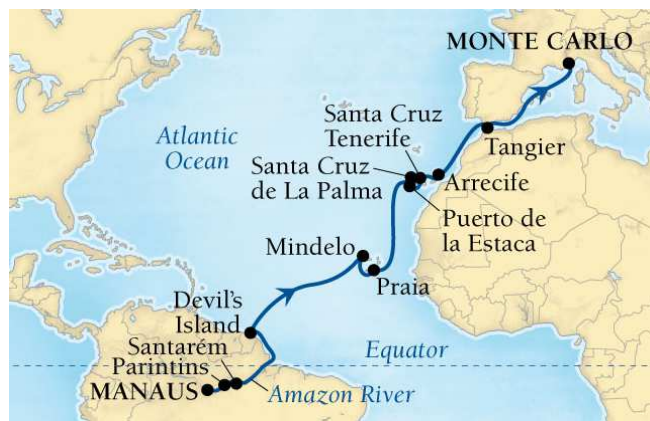 MONTE CARLO
Santa Cruz
Tenerife
Atlantic
Ocean
Tangier
Santa Cruz
de La Palma
Arrecife
Puerto de
la Estaca
Mindelo
Praia
Devil's
Island
Santarém
Equator
Parintins
MANAUS
Amazon River